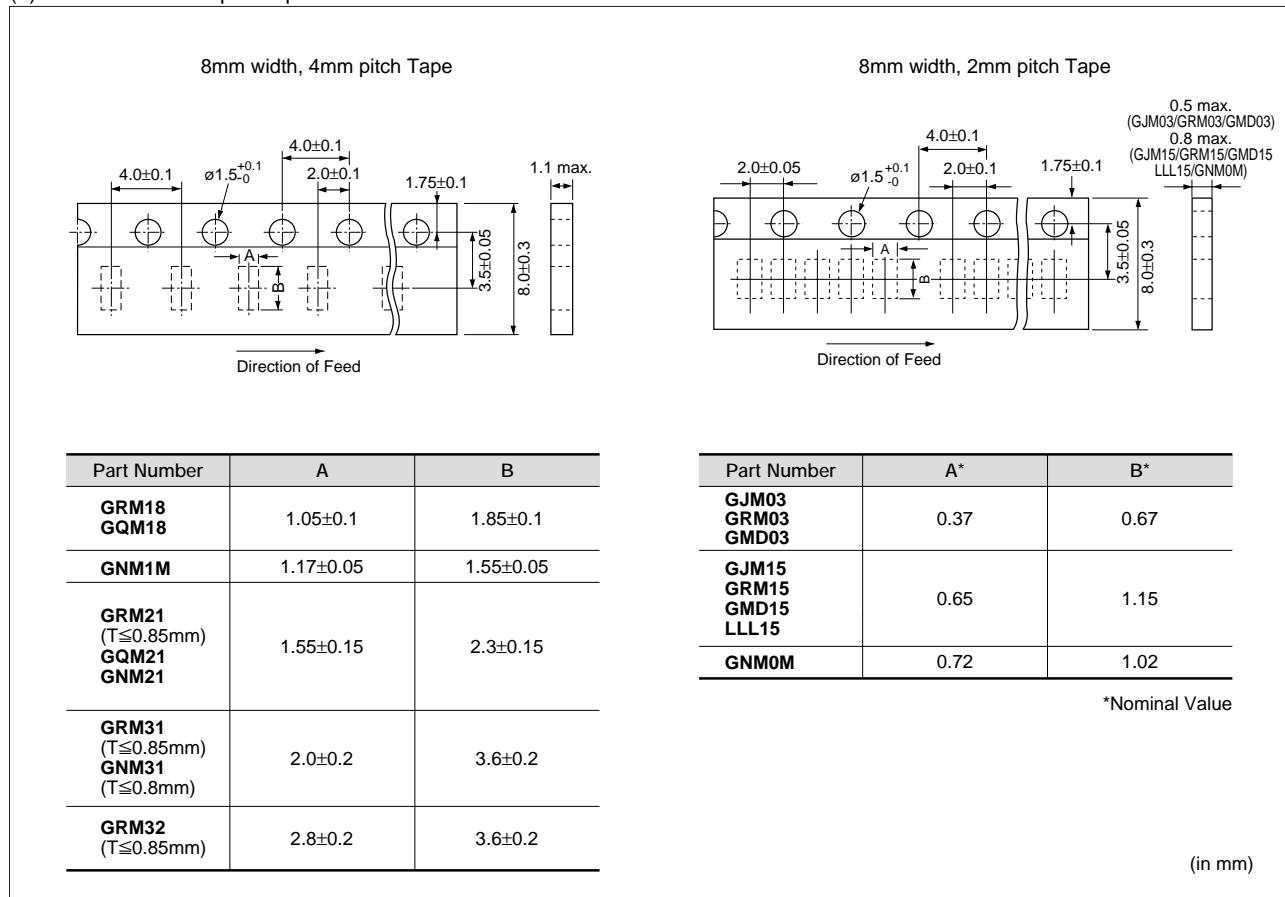 8mm width, 4mm pitch Tape
4.0±0.1
4.0±0.1
ø1.5 +0.1 -0
2.0±0.1
1.75±0.1
1.1 max.
A
B
3.5±0.05
8.0±0.3
Direction of Feed
8mm width, 2mm pitch Tape
0.5 max.
(GJM03/GRM03/GMD03)
0.8 max.
(GJM15/GRM15/GMD15
LLL15/GNM0M)
4.0±0.1
2.0±0.05
ø1.5 +0.1 -0
2.0±0.1
1.75±0.1
A
B
3.5±0.05
8.0±0.3
Direction of Feed
Part Number A B
GRM18
GQM18
1.05±0.1 1.85±0.1
GNM1M 1.17±0.05 1.55±0.05
GRM21
(T≦0.85mm)
GQM21
GNM21
1.55±0.15 2.3±0.15
GRM31
(T≦0.85mm)
GNM31
(T≦0.8mm)
2.0±0.2 3.6±0.2
GRM32
(T≦0.85mm)
2.8±0.2 3.6±0.2
Part Number A* B*
GJM03
GRM03
GMD03
0.37 0.67
GJM15
GRM15
GMD15
LLL15
0.65 1.15
GNM0M 0.72 1.02
*Nominal Value
(in mm)